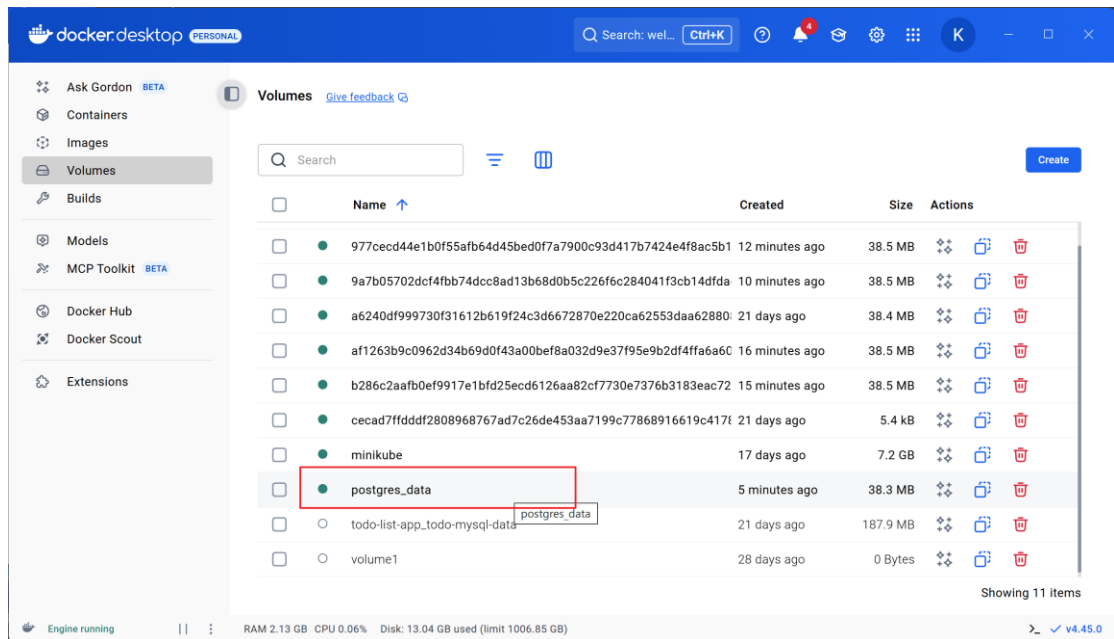 docker.desktop PERSONAL Search: wel... Ctrl+K 4 K
Ask Gordon BETA
Containers
Images
Volumes
Builds
Models
MCP Toolkit BETA
Docker Hub
Docker Scout
Extensions
Volumes Give feedback
Search Create
Name Created Size Actions
977cecd44e1b0f55afb64d45bed0f7a7900c93d417b7424e4f8ac5b1 12 minutes ago 38.5 MB
9a7b05702dcf4fbb74dcc8ad13b68d0b5c226f6c284041f3cb14dfda 10 minutes ago 38.5 MB
a6240df999730f31612b619f24c3d6672870e220ca62553daa62880 21 days ago 38.4 MB
af1263b9c0962d34b69d0f43a00bef8a032d9e37f95e9b2df4ffa6a60 16 minutes ago 38.5 MB
b286c2aafb0ef9917e1bfd25ecd6126aa82cf7730e7376b3183eac72 15 minutes ago 38.5 MB
cecad7ffdddf2808968767ad7c26de453aa7199c77868916619c4178 21 days ago 5.4 kB
minikube 17 days ago 7.2 GB
postgres_data 5 minutes ago 38.3 MB
postgres_data
todo-list-app_todo-mysql-data 21 days ago 187.9 MB
volume1 28 days ago 0 Bytes
Showing 11 items
Engine running RAM 2.13 GB CPU 0.06% Disk: 13.04 GB used (limit 1006.85 GB) v4.45.0